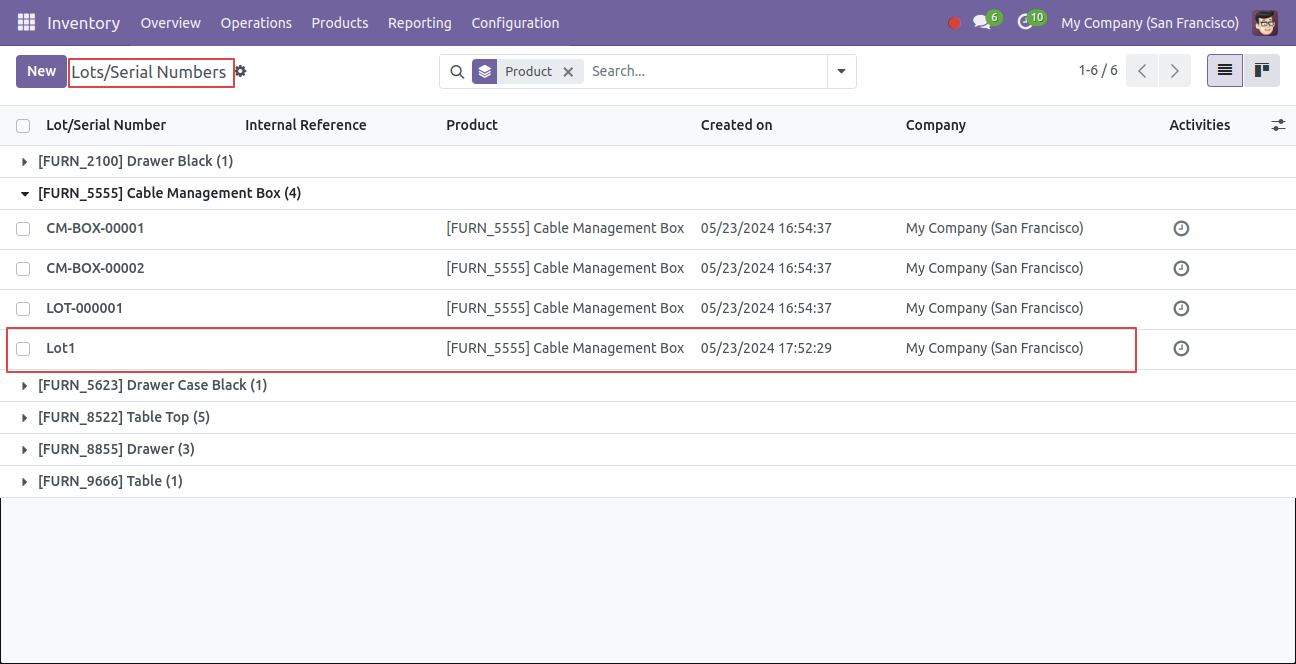 Inventory Overview Operations Products Reporting Configuration 6 10 My Company (San Francisco)
New Lots/Serial Numbers Product Search... 1-6 / 6
Lot/Serial Number Internal Reference Product Created on Company Activities
[FURN_2100] Drawer Black (1)
[FURN_5555] Cable Management Box (4)
CM-BOX-00001 [FURN_5555] Cable Management Box 05/23/2024 16:54:37 My Company (San Francisco)
CM-BOX-00002 [FURN_5555] Cable Management Box 05/23/2024 16:54:37 My Company (San Francisco)
LOT-000001 [FURN_5555] Cable Management Box 05/23/2024 16:54:37 My Company (San Francisco)
Lot1 [FURN_5555] Cable Management Box 05/23/2024 17:52:29 My Company (San Francisco)
[FURN_5623] Drawer Case Black (1)
[FURN_8522] Table Top (5)
[FURN_8855] Drawer (3)
[FURN_9666] Table (1)